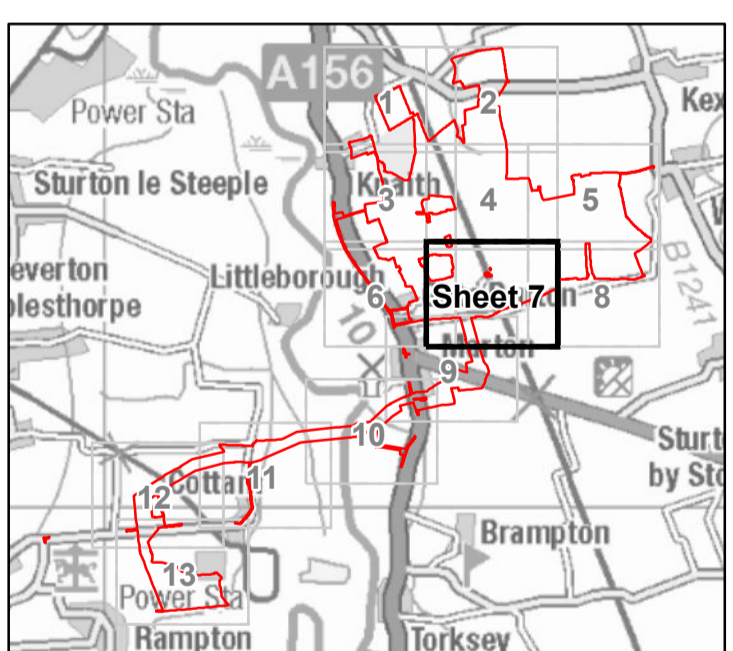 A156
1
2
Power Sta
Kex
Sturton le Steeple
Knaith
3
4
5
everton
Littleborough
B1241
blesthorpe
6
Sheet 7
8
10
Marton
9
10
Sturt
by Sto
12
Cottam
11
Brampton
13
Power Sta
Rampton
Torksey